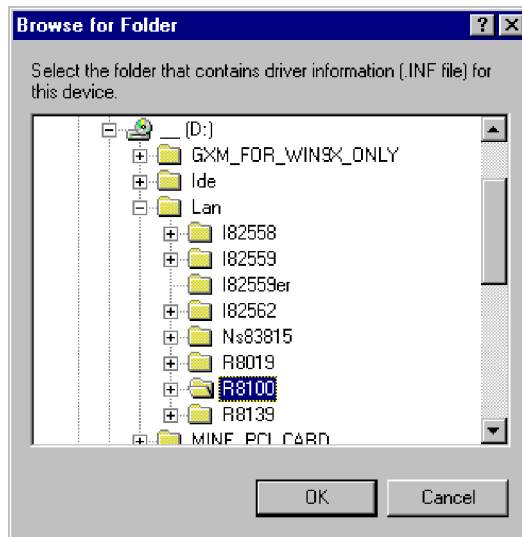 Browse for Folder
Select the folder that contains driver information (.INF file) for
this device.
__ (D:)
GXM_FOR_WIN9X_ONLY
Ide
Lan
I82558
I82559
I82559er
I82562
Ns83815
R8019
R8100
R8139
MINE_PCI_CARD
OK
Cancel